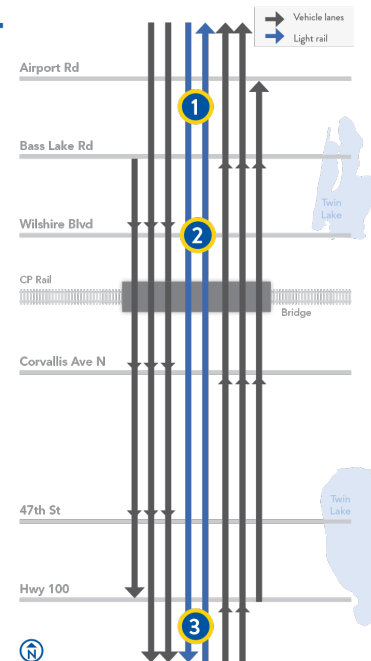 Vehicle lanes
Light rail
Airport Rd
1
Bass Lake Rd
Twin
Lake
Wilshire Blvd
2
CP Rail
Bridge
Corvallis Ave N
47th St
Twin
Lake
Hwy 100
3
N